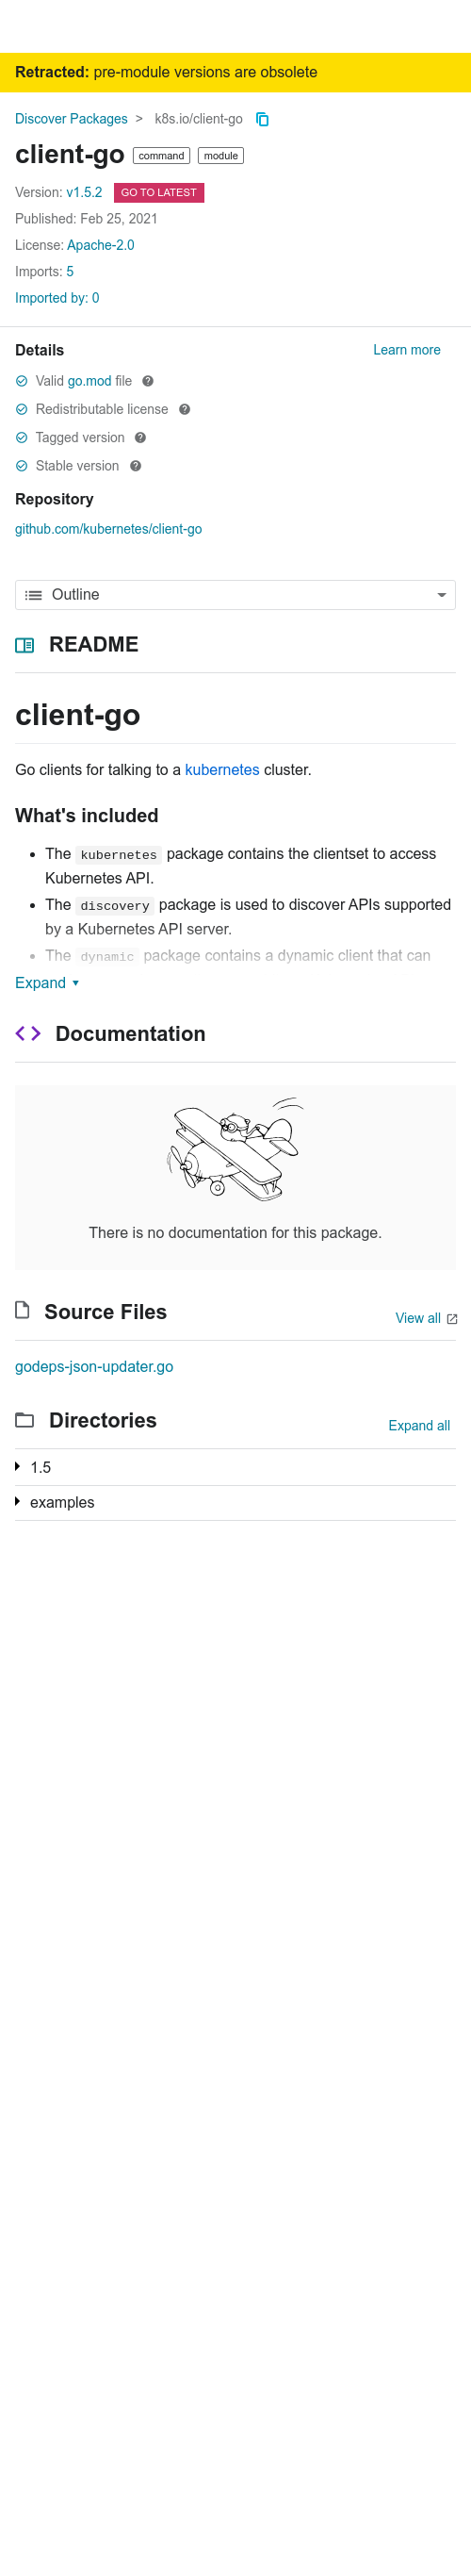 Retracted: pre-module versions are obsolete
Discover Packages > k8s.io/client-go
client-go command module
Version: v1.5.2 GO TO LATEST
Published: Feb 25, 2021
License: Apache-2.0
Imports: 5
Imported by: 0
Details Learn more
Valid go.mod file
Redistributable license
Tagged version
Stable version
Repository
github.com/kubernetes/client-go
Outline
README
client-go
Go clients for talking to a kubernetes cluster.
What's included
• The kubernetes package contains the clientset to access
Kubernetes API.
• The discovery package is used to discover APIs supported
by a Kubernetes API server.
• The dynamic package contains a dynamic client that can
Expand ▾
Documentation
There is no documentation for this package.
Source Files View all
godeps-json-updater.go
Directories Expand all
1.5
examples